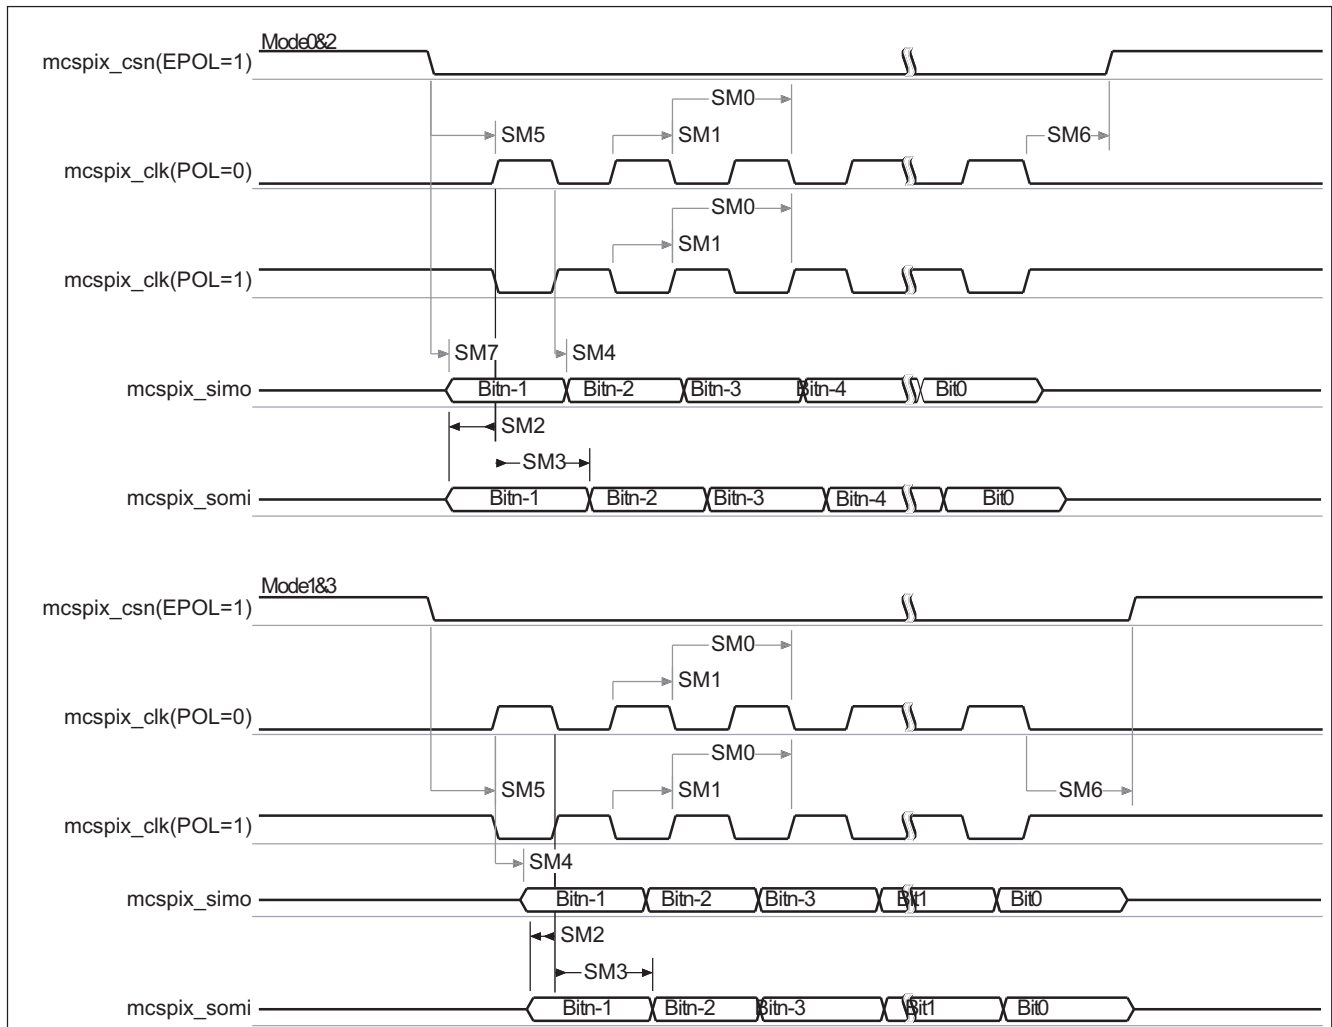 Mode0&2
mcspix_csn(EPOL=1)
SM0
SM5 SM1 SM6
mcspix_clk(POL=0)
SM0
SM1
mcspix_clk(POL=1)
SM7 SM4
mcspix_simo Bitn-1 Bitn-2 Bitn-3 Bitn-4 Bit0
SM2
SM3
mcspix_somi Bitn-1 Bitn-2 Bitn-3 Bitn-4 Bit0
Mode1&3
mcspix_csn(EPOL=1)
SM0
SM1
mcspix_clk(POL=0)
SM0
SM5 SM1 SM6
mcspix_clk(POL=1)
SM4
mcspix_simo Bitn-1 Bitn-2 Bitn-3 Bit1 Bit0
SM2
SM3
mcspix_somi Bitn-1 Bitn-2 Bitn-3 Bit1 Bit0